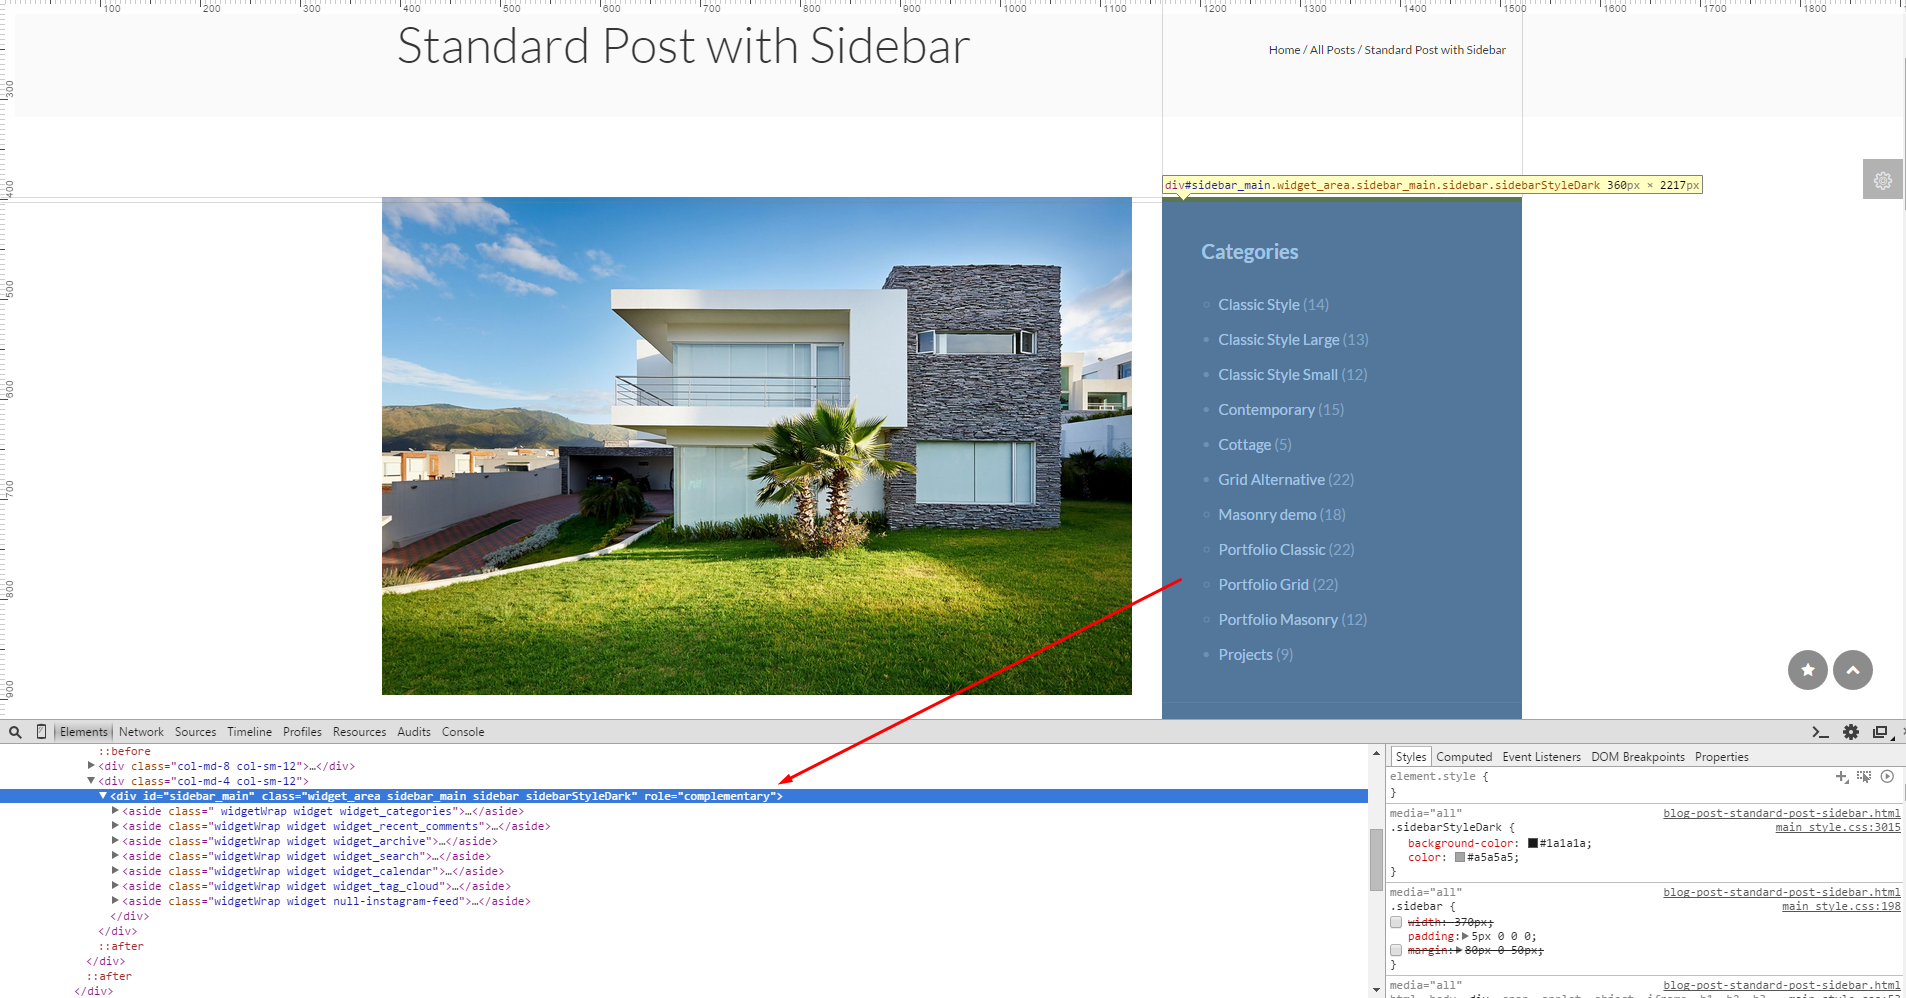 100 200 300 400 500 600 700 800 900 1000 1100 1200 1300 1400 1500 1600 1700 1800
Standard Post with Sidebar
Home / All Posts / Standard Post with Sidebar
300
400
500
600
700
800
900
div#sidebar_main.widget_area.sidebar_main.sidebar.sidebarStyleDark 360px × 2217px
Categories
Classic Style (14)
Classic Style Large (13)
Classic Style Small (12)
Contemporary (15)
Cottage (5)
Grid Alternative (22)
Masonry demo (18)
Portfolio Classic (22)
Portfolio Grid (22)
Portfolio Masonry (12)
Projects (9)
Elements Network Sources Timeline Profiles Resources Audits Console
::before
<div class="col-md-8 col-sm-12">…</div>
<div class="col-md-4 col-sm-12">
<div id="sidebar_main" class="widget_area sidebar_main sidebar sidebarStyleDark" role="complementary">
<aside class=" widgetWrap widget widget_categories">…</aside>
<aside class="widgetWrap widget widget_recent_comments">…</aside>
<aside class="widgetWrap widget widget_archive">…</aside>
<aside class="widgetWrap widget widget_search">…</aside>
<aside class="widgetWrap widget widget_calendar">…</aside>
<aside class="widgetWrap widget widget_tag_cloud">…</aside>
<aside class="widgetWrap widget null-instagram-feed">…</aside>
</div>
</div>
::after
</div>
::after
</div>
Styles Computed Event Listeners DOM Breakpoints Properties
element.style {
}
media="all" blog-post-standard-post-sidebar.html
.sidebarStyleDark { main style.css:3015
background-color: #1a1a1a;
color: #a5a5a5;
}
media="all" blog-post-standard-post-sidebar.html
.sidebar { main style.css:198
width: 370px;
padding: 5px 0 0 0;
margin: 80px 0 50px;
}
media="all" blog-post-standard-post-sidebar.html